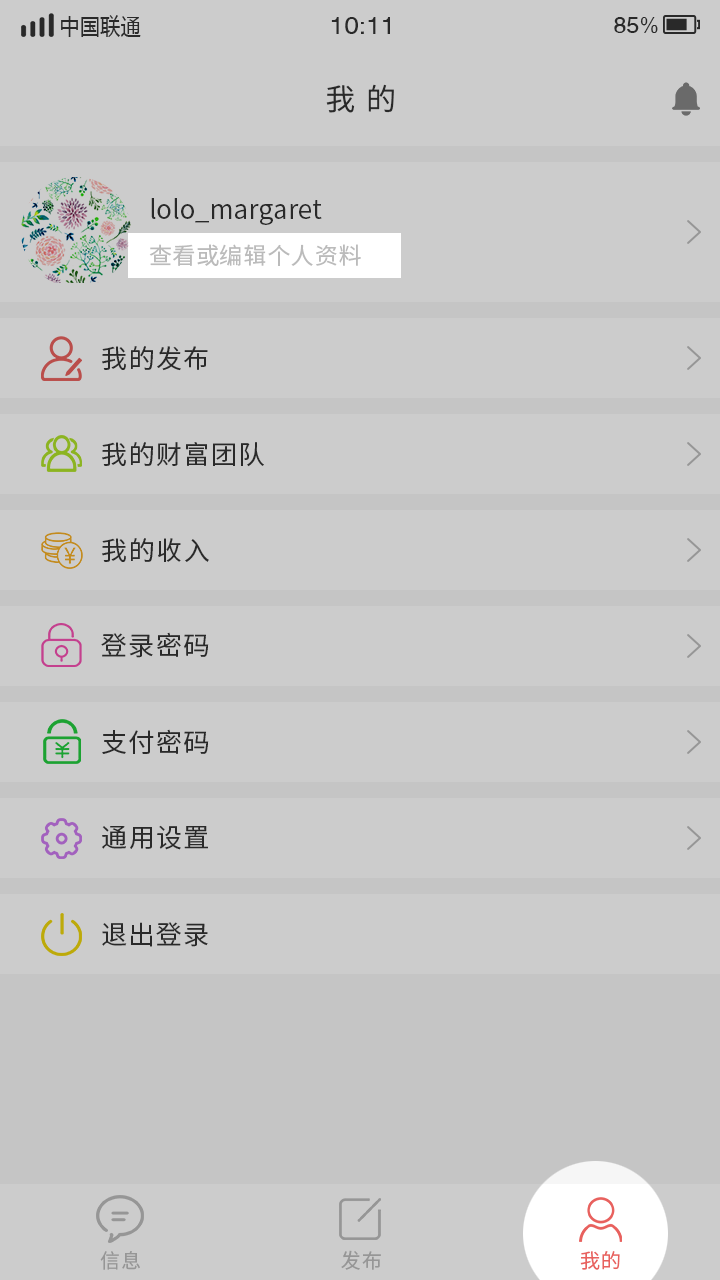 中国联通 10:11 85%
我的
lolo_margaret
查看或编辑个人资料
我的发布
我的财富团队
我的收入
登录密码
支付密码
通用设置
退出登录
信息 发布 我的